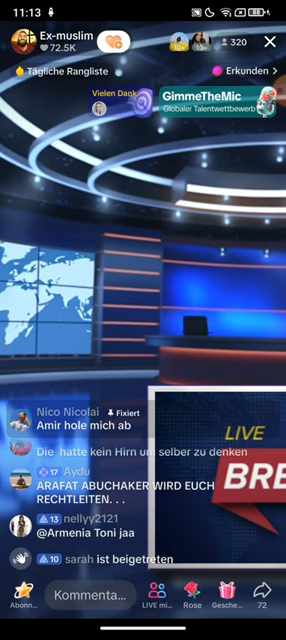 11:13
Ex-muslim
72.5K
10+
10+
320
Tägliche Rangliste
Erkunden
Vielen Dank
GimmeTheMic
Globaler Talentwettbewerb
Nico Nicolai Fixiert
Amir hole mich ab
Die hatte kein Hirn um selber zu denken
17 Aydu
ARAFAT ABUCHAKER WIRD EUCH
RECHTLEITEN. . .
13 nellyy2121
@Armenia Toni jaa
10 sarah ist beigetreten
LIVE
BRE
Abonn...
Kommenta...
LIVE mi...
Rose
Gesche...
72